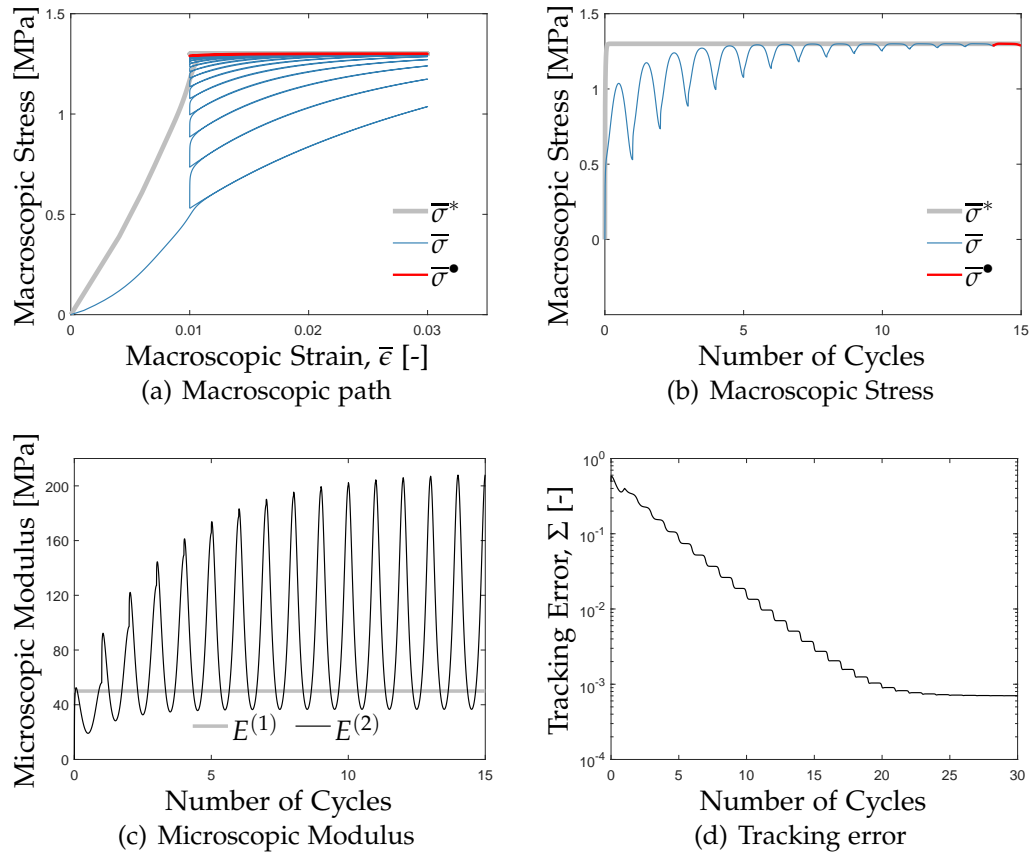 Macroscopic Stress [MPa]
1.5
1
0.5
0
0
0.01
0.02
0.03
σ̅*
σ̅
σ̅•
Macroscopic Strain, ε̅ [-]
(a) Macroscopic path
Macroscopic Stress [MPa]
1.5
1
0.5
0
0
5
10
15
σ̅*
σ̅
σ̅•
Number of Cycles
(b) Macroscopic Stress
Microscopic Modulus [MPa]
200
160
120
80
40
0
0
5
10
15
E⁽¹⁾ E⁽²⁾
Number of Cycles
(c) Microscopic Modulus
Tracking Error, Σ [-]
10⁰
10⁻¹
10⁻²
10⁻³
10⁻⁴
0
5
10
15
20
25
30
Number of Cycles
(d) Tracking error